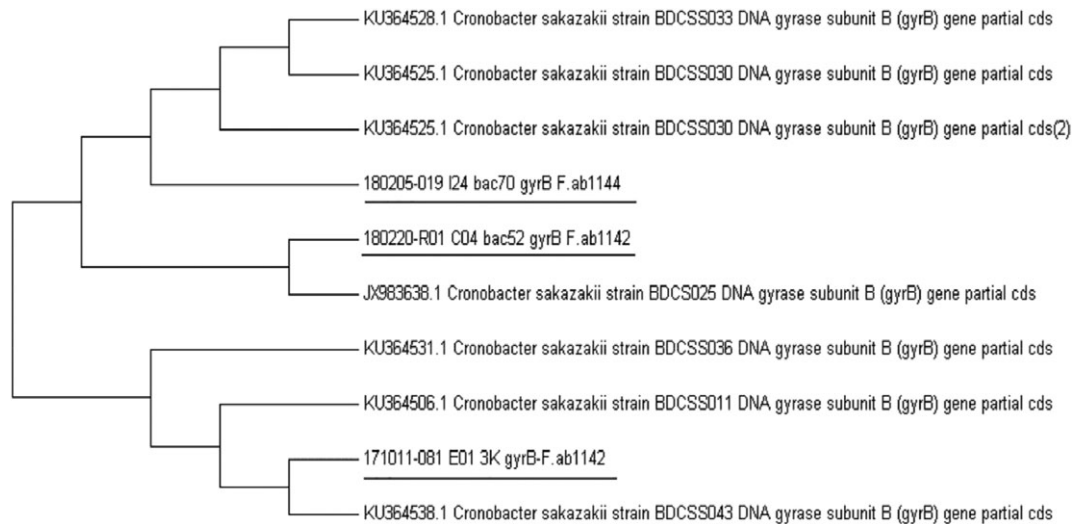 KU364528.1 Cronobacter sakazakii strain BDCSS033 DNA gyrase subunit B (gyrB) gene partial cds
KU364525.1 Cronobacter sakazakii strain BDCSS030 DNA gyrase subunit B (gyrB) gene partial cds
KU364525.1 Cronobacter sakazakii strain BDCSS030 DNA gyrase subunit B (gyrB) gene partial cds(2)
180205-019 I24 bac70 gyrB F.ab1144
180220-R01 C04 bac52 gyrB F.ab1142
JX983638.1 Cronobacter sakazakii strain BDCS025 DNA gyrase subunit B (gyrB) gene partial cds
KU364531.1 Cronobacter sakazakii strain BDCSS036 DNA gyrase subunit B (gyrB) gene partial cds
KU364506.1 Cronobacter sakazakii strain BDCSS011 DNA gyrase subunit B (gyrB) gene partial cds
171011-081 E01 3K gyrB-F.ab1142
KU364538.1 Cronobacter sakazakii strain BDCSS043 DNA gyrase subunit B (gyrB) gene partial cds